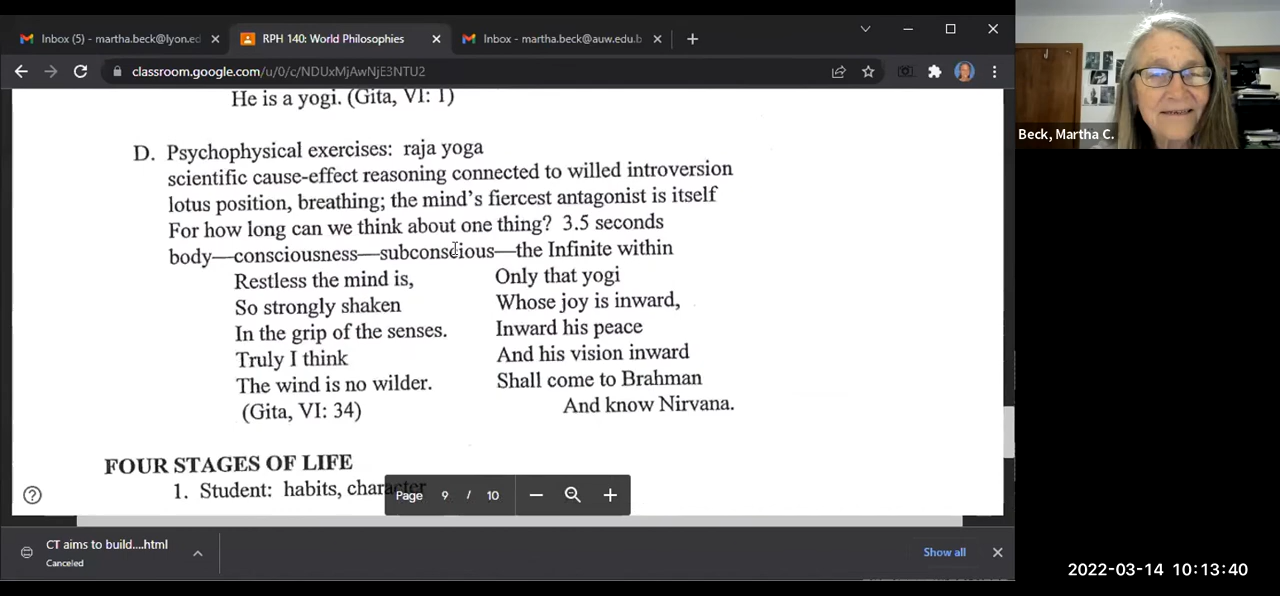 Inbox (5) - martha.beck@lyon.ed
RPH 140: World Philosophies
Inbox - martha.beck@auw.edu.b
classroom.google.com/u/0/c/NDUxMjAwNjE3NTU2
He is a yogi. (Gita, VI: 1)
Beck, Martha C.
D. Psychophysical exercises: raja yoga
scientific cause-effect reasoning connected to willed introversion
lotus position, breathing; the mind's fiercest antagonist is itself
For how long can we think about one thing? 3.5 seconds
body—consciousness—subconscious—the Infinite within
Restless the mind is,
So strongly shaken
In the grip of the senses.
Truly I think
The wind is no wilder.
(Gita, VI: 34)
Only that yogi
Whose joy is inward,
Inward his peace
And his vision inward
Shall come to Brahman
And know Nirvana.
FOUR STAGES OF LIFE
1. Student: habits, character
Page 9 / 10
CT aims to build....html
Canceled
Show all
2022-03-14 10:13:40